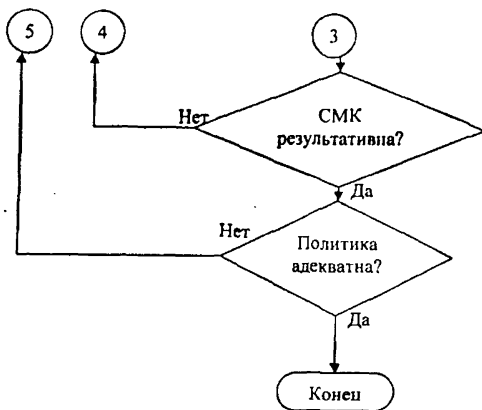 5
4
3
Нет
СМК
результативна?
Да
Нет
Политика
адекватна?
Да
Конец